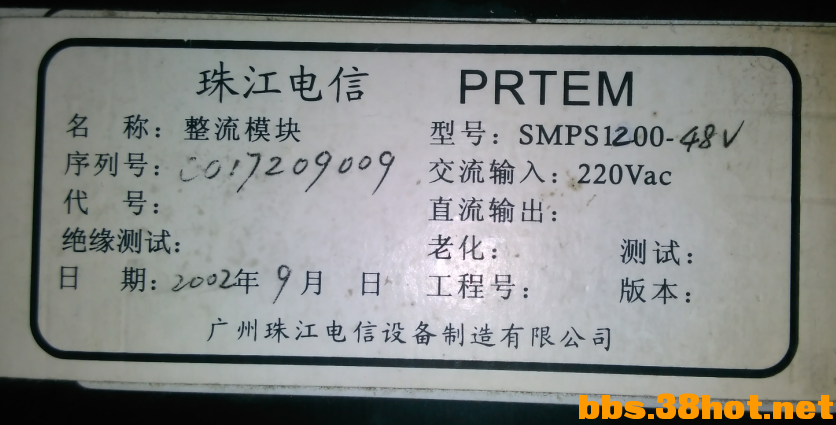 珠江电信 PRTEM
名 称：整流模块 型号：SMPS1200-48V
序列号：C017209009 交流输入：220Vac
代 号： 直流输出：
绝缘测试： 老化： 测试：
日 期：2002年9月 日 工程号： 版本：
广州珠江电信设备制造有限公司
bbs.38hot.net